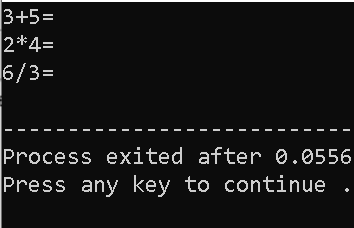 3+5=
2*4=
6/3=
---------------------------
Process exited after 0.0556
Press any key to continue .